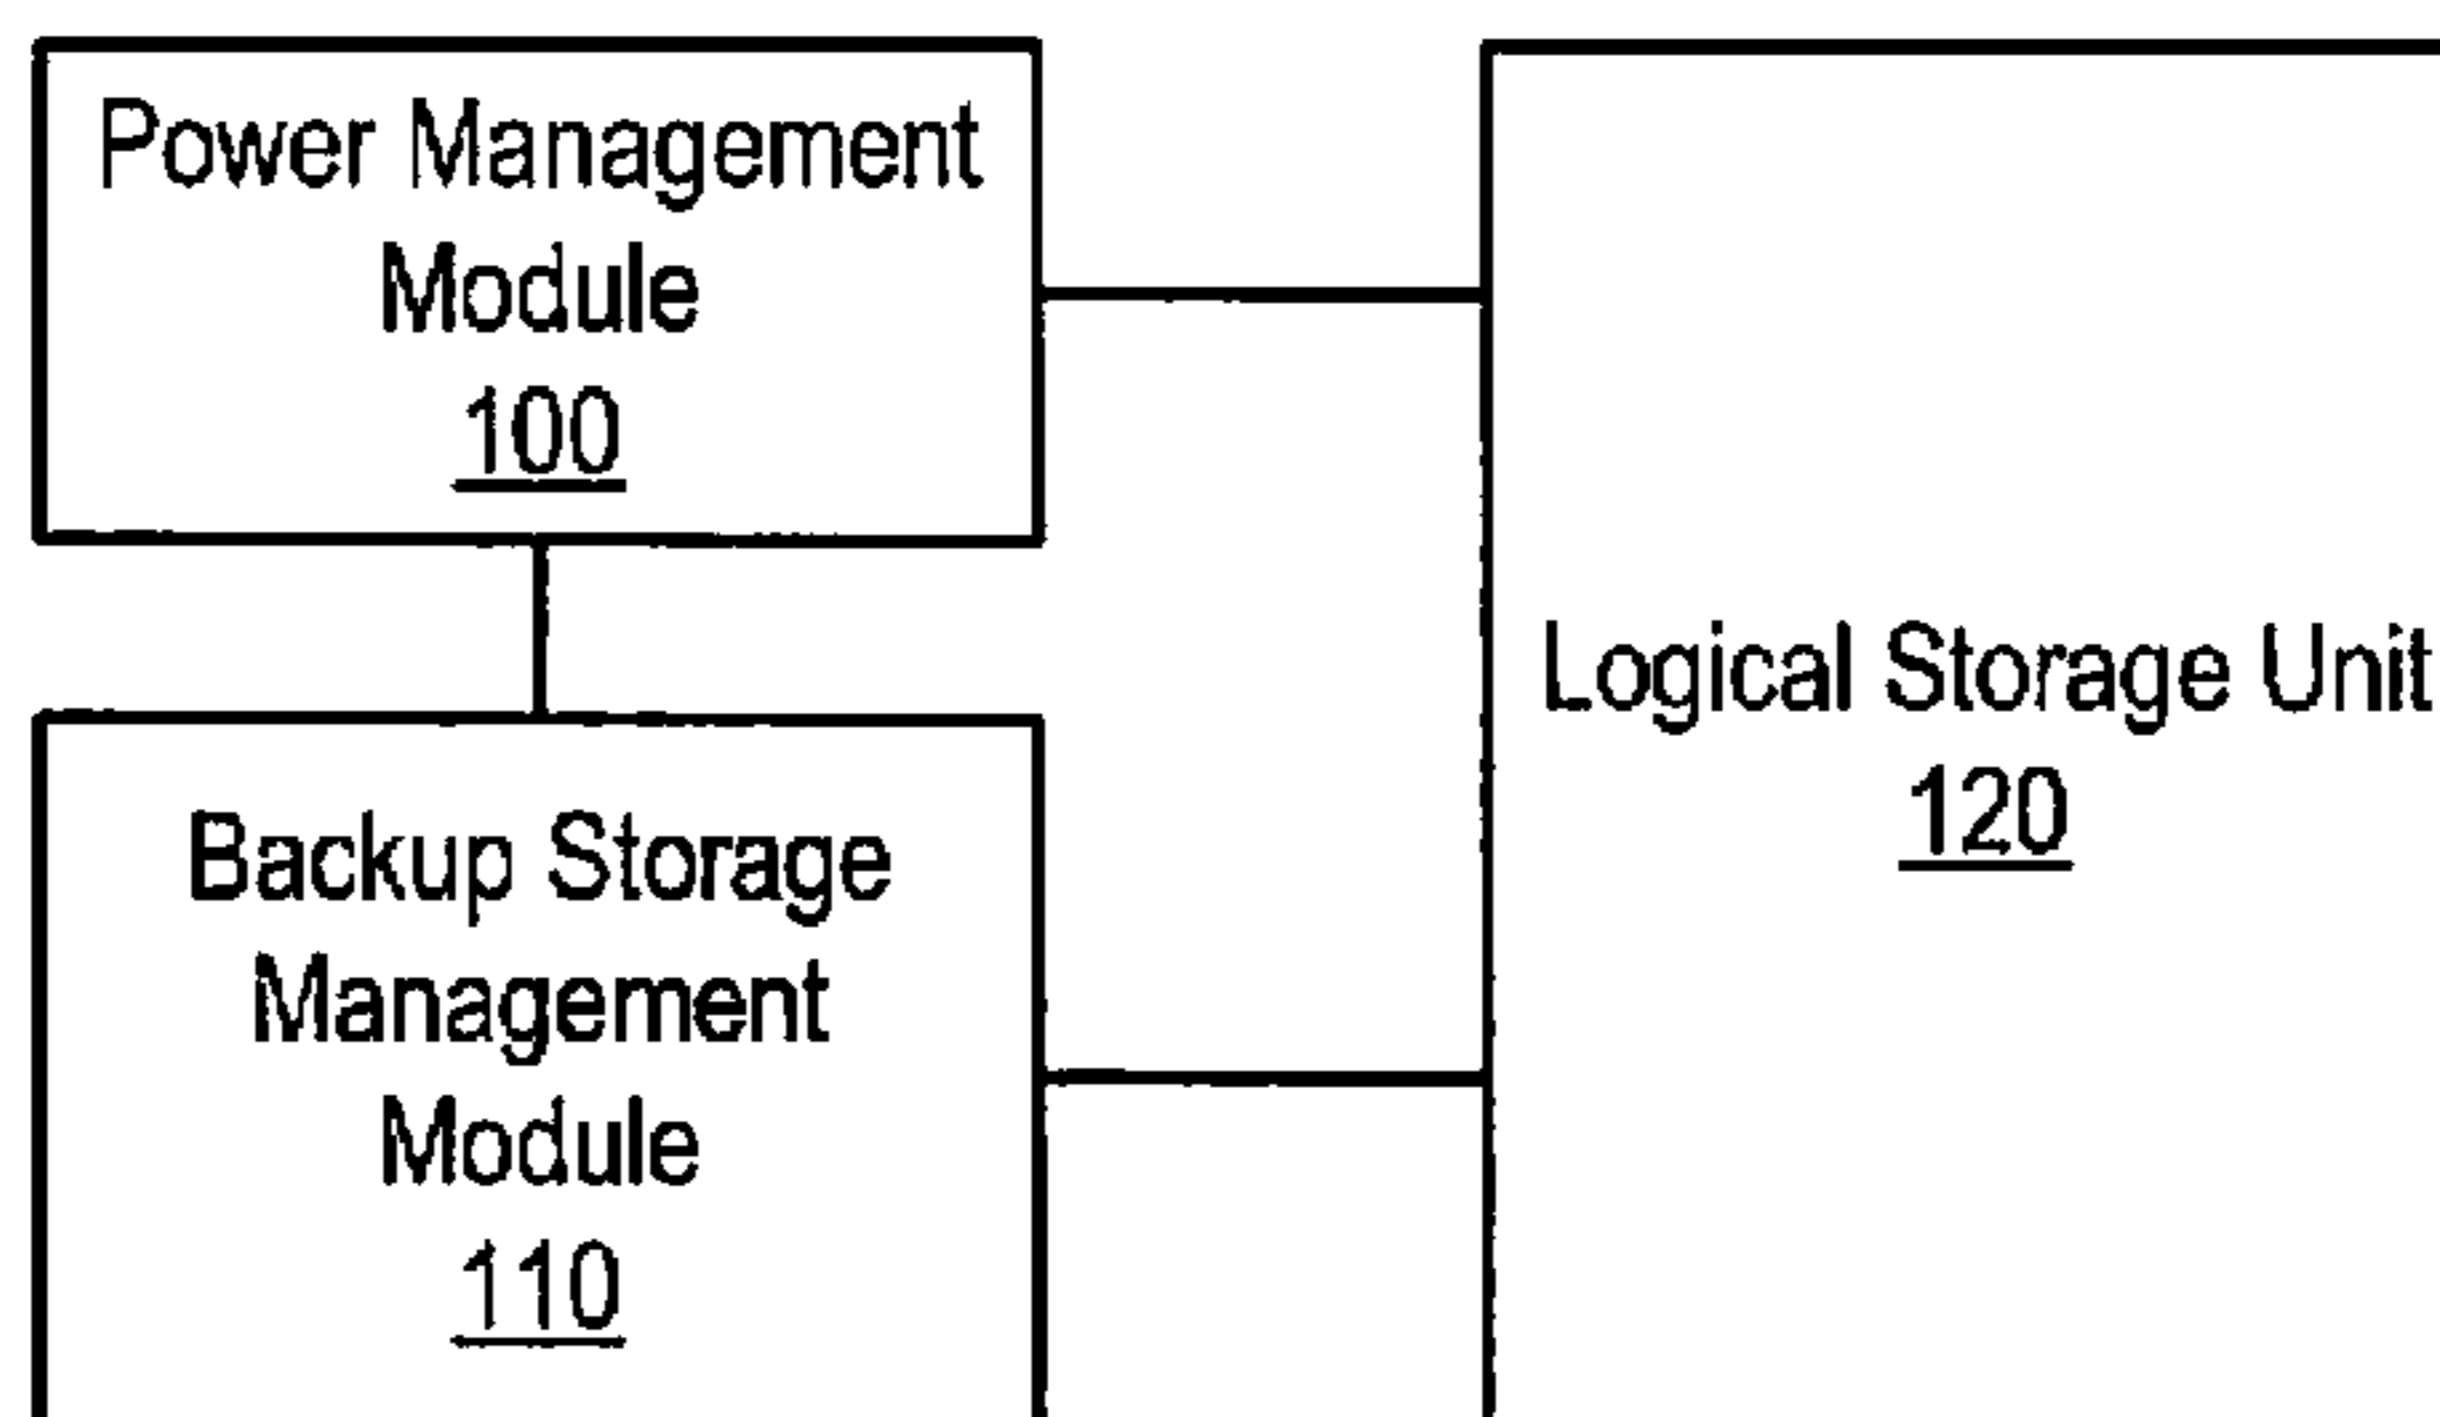 Power Management
Module
100
Backup Storage
Management
Module
110
Logical Storage Unit
120